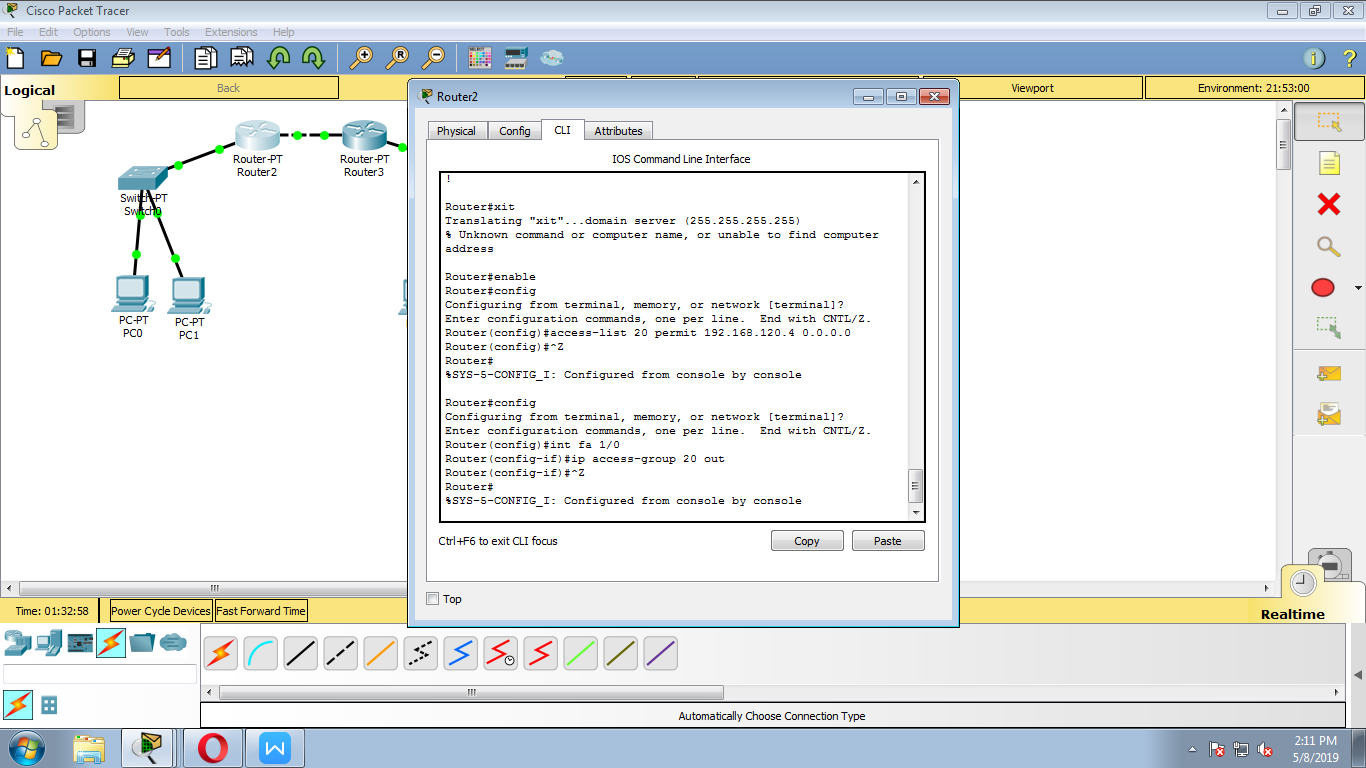 Cisco Packet Tracer
File Edit Options View Tools Extensions Help
Logical
Back
Viewport
Environment: 21:53:00
Router2
Physical
Config
CLI
Attributes
IOS Command Line Interface
!
Router#xit
Translating "xit"...domain server (255.255.255.255)
% Unknown command or computer name, or unable to find computer
address
Router#enable
Router#config
Configuring from terminal, memory, or network [terminal]?
Enter configuration commands, one per line.  End with CNTL/Z.
Router(config)#access-list 20 permit 192.168.120.4 0.0.0.0
Router(config)#^Z
Router#
%SYS-5-CONFIG_I: Configured from console by console
Router#config
Configuring from terminal, memory, or network [terminal]?
Enter configuration commands, one per line.  End with CNTL/Z.
Router(config)#int fa 1/0
Router(config-if)#ip access-group 20 out
Router(config-if)#^Z
Router#
%SYS-5-CONFIG_I: Configured from console by console
Ctrl+F6 to exit CLI focus
Copy
Paste
Top
Router-PT
Router2
Router-PT
Router3
Switch-PT
Switch0
PC-PT
PC0
PC-PT
PC1
Time: 01:32:58
Power Cycle Devices
Fast Forward Time
Realtime
Automatically Choose Connection Type
2:11 PM
5/8/2019